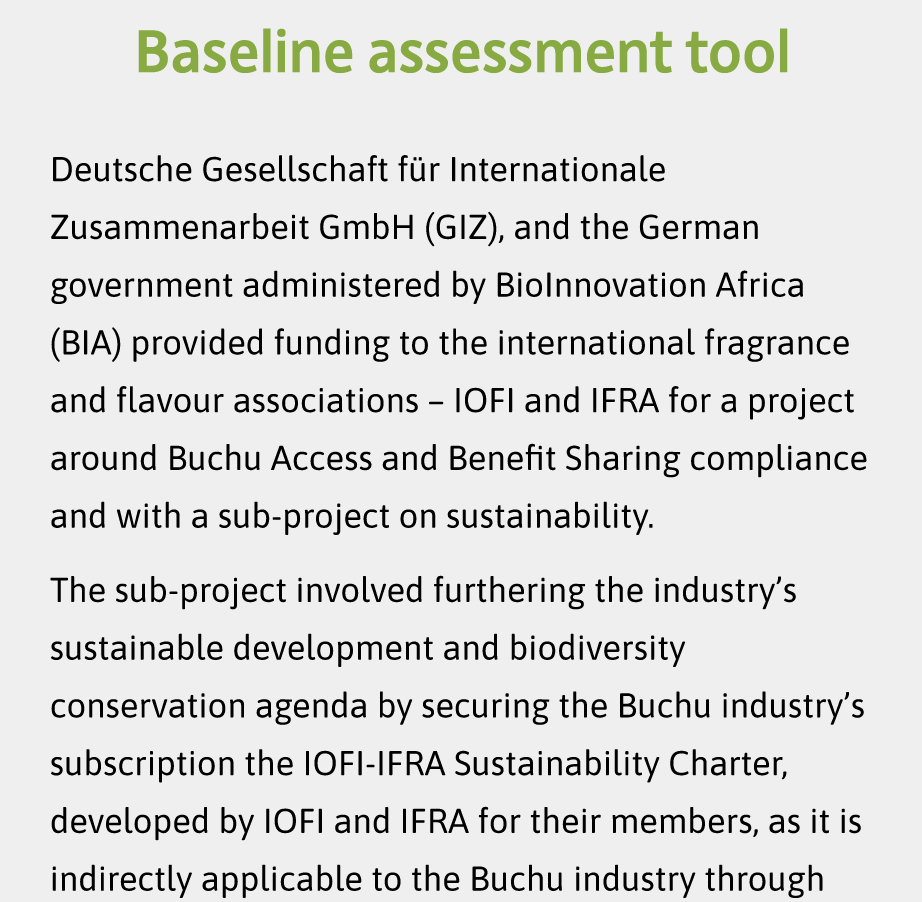 Baseline assessment tool
Deutsche Gesellschaft für Internationale
Zusammenarbeit GmbH (GIZ), and the German
government administered by BioInnovation Africa
(BIA) provided funding to the international fragrance
and flavour associations – IOFI and IFRA for a project
around Buchu Access and Benefit Sharing compliance
and with a sub-project on sustainability.
The sub-project involved furthering the industry’s
sustainable development and biodiversity
conservation agenda by securing the Buchu industry’s
subscription the IOFI-IFRA Sustainability Charter,
developed by IOFI and IFRA for their members, as it is
indirectly applicable to the Buchu industry through